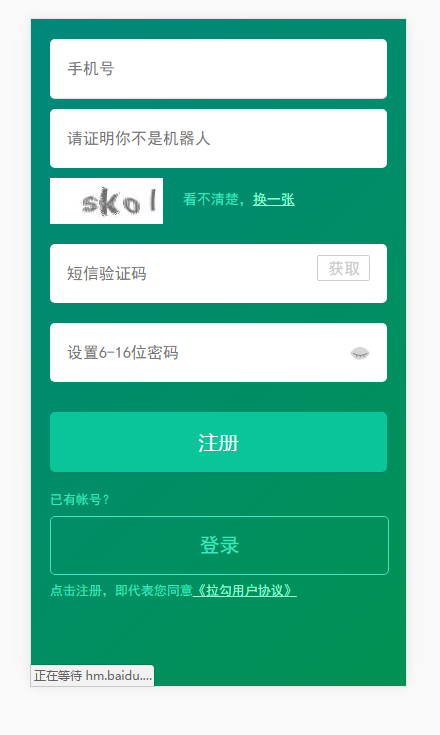 手机号
请证明你不是机器人
skol 看不清楚，换一张
短信验证码 获取
设置6-16位密码
注册
已有帐号？
登录
点击注册，即代表您同意《拉勾用户协议》
正在等待 hm.baidu....